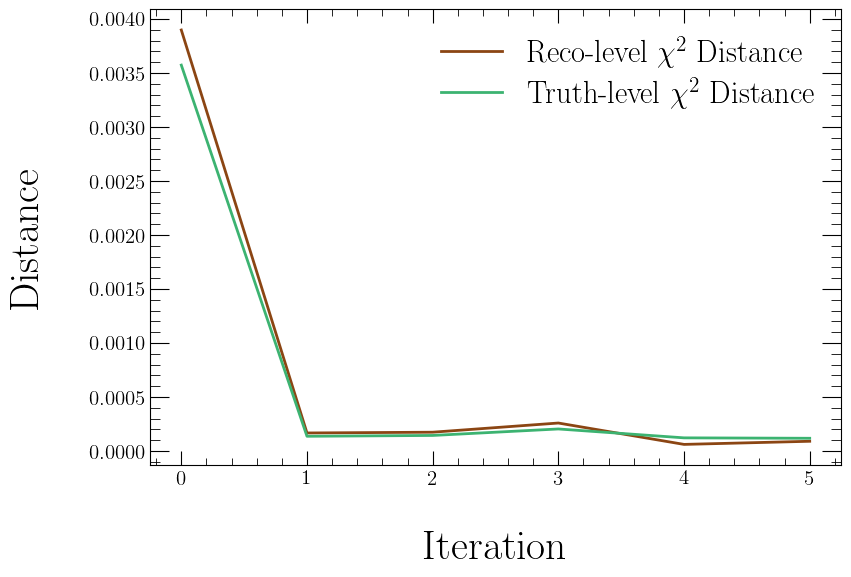 0.0040
0.0035
0.0030
0.0025
0.0020
0.0015
0.0010
0.0005
0.0000
Distance
Reco-level χ² Distance
Truth-level χ² Distance
0 1 2 3 4 5
Iteration